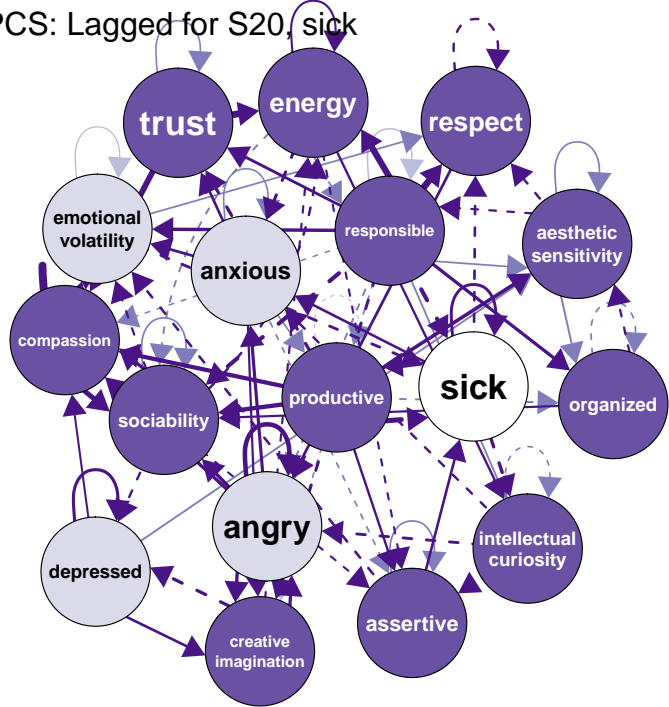 PCS: Lagged for S20, sick
energy
trust
respect
emotional
volatility
responsible
aesthetic
sensitivity
anxious
compassion
sick
productive
organized
sociability
angry
intellectual
curiosity
depressed
assertive
creative
imagination